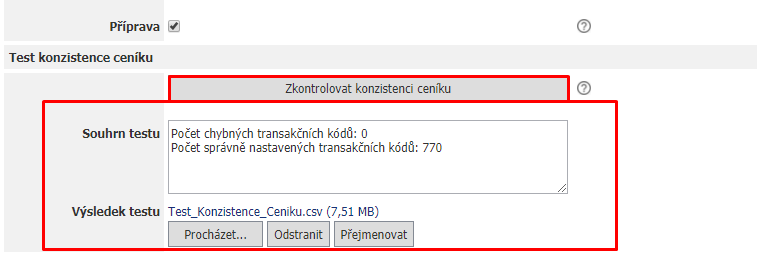 Příprava
Test konzistence ceníku
Zkontrolovat konzistenci ceníku
Souhrn testu
Počet chybných transakčních kódů: 0
Počet správně nastavených transakčních kódů: 770
Výsledek testu
Test_Konzistence_Ceniku.csv (7,51 MB)
Procházet... Odstranit Přejmenovat